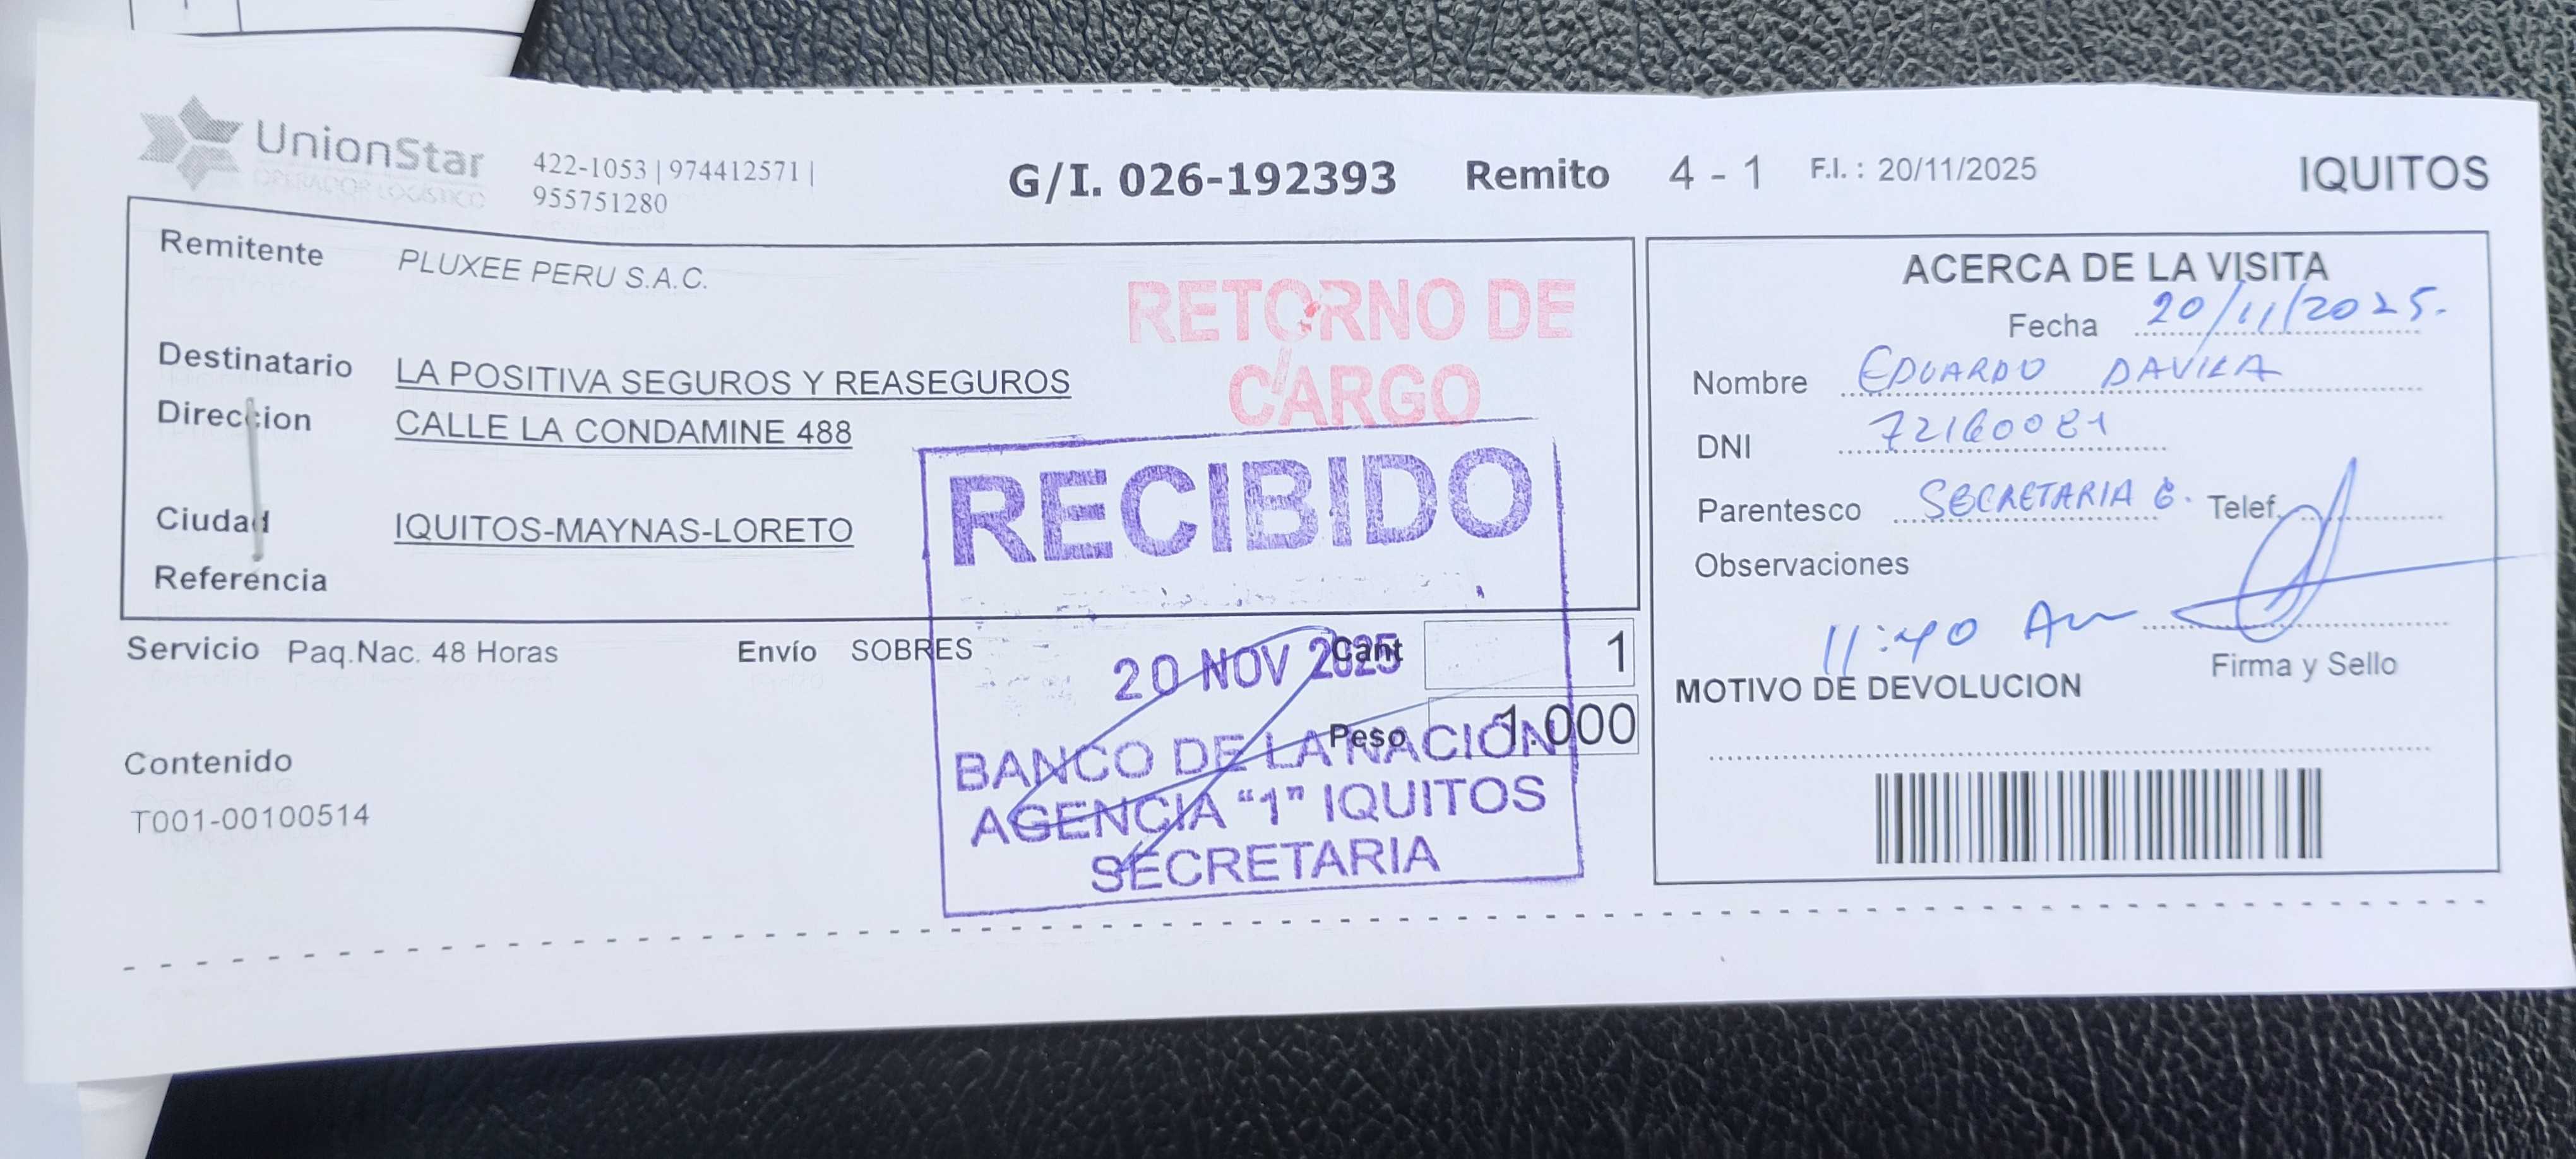 UnionStar
OPERADOR LOGÍSTICO
422-1053 | 974412571 |
955751280
G/I. 026-192393 Remito 4 - 1 F.I. : 20/11/2025 IQUITOS
Remitente PLUXEE PERU S.A.C.
RETORNO DE
CARGO
Destinatario LA POSITIVA SEGUROS Y REASEGUROS
Direccion CALLE LA CONDAMINE 488
Ciudad IQUITOS-MAYNAS-LORETO
Referencia
Servicio Paq.Nac. 48 Horas Envío SOBRES Cant 1
Peso 1.000
Contenido
T001-00100514
RECIBIDO
20 NOV 2025
BANCO DE LA NACIÓN
AGENCIA "1" IQUITOS
SECRETARIA
ACERCA DE LA VISITA
Fecha 20/11/2025.
Nombre EDUARDO DAVILA
DNI 72160081
Parentesco SECRETARIA G. Telef.
Observaciones
11:40 AM
Firma y Sello
MOTIVO DE DEVOLUCION